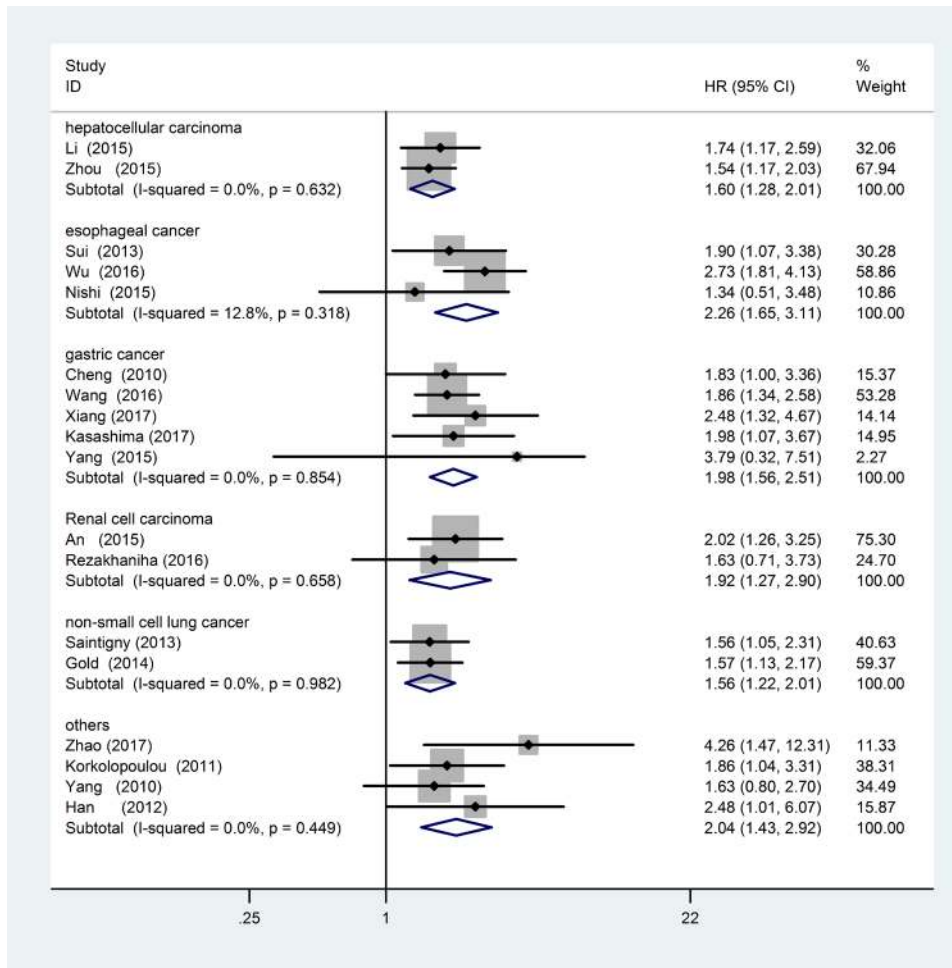 Study %
ID HR (95% CI) Weight
hepatocellular carcinoma
Li (2015) 1.74 (1.17, 2.59) 32.06
Zhou (2015) 1.54 (1.17, 2.03) 67.94
Subtotal (I-squared = 0.0%, p = 0.632) 1.60 (1.28, 2.01) 100.00
esophageal cancer
Sui (2013) 1.90 (1.07, 3.38) 30.28
Wu (2016) 2.73 (1.81, 4.13) 58.86
Nishi (2015) 1.34 (0.51, 3.48) 10.86
Subtotal (I-squared = 12.8%, p = 0.318) 2.26 (1.65, 3.11) 100.00
gastric cancer
Cheng (2010) 1.83 (1.00, 3.36) 15.37
Wang (2016) 1.86 (1.34, 2.58) 53.28
Xiang (2017) 2.48 (1.32, 4.67) 14.14
Kasashima (2017) 1.98 (1.07, 3.67) 14.95
Yang (2015) 3.79 (0.32, 7.51) 2.27
Subtotal (I-squared = 0.0%, p = 0.854) 1.98 (1.56, 2.51) 100.00
Renal cell carcinoma
An (2015) 2.02 (1.26, 3.25) 75.30
Rezakhaniha (2016) 1.63 (0.71, 3.73) 24.70
Subtotal (I-squared = 0.0%, p = 0.658) 1.92 (1.27, 2.90) 100.00
non-small cell lung cancer
Saintigny (2013) 1.56 (1.05, 2.31) 40.63
Gold (2014) 1.57 (1.13, 2.17) 59.37
Subtotal (I-squared = 0.0%, p = 0.982) 1.56 (1.22, 2.01) 100.00
others
Zhao (2017) 4.26 (1.47, 12.31) 11.33
Korkolopoulou (2011) 1.86 (1.04, 3.31) 38.31
Yang (2010) 1.63 (0.80, 2.70) 34.49
Han (2012) 2.48 (1.01, 6.07) 15.87
Subtotal (I-squared = 0.0%, p = 0.449) 2.04 (1.43, 2.92) 100.00
.25 1 22